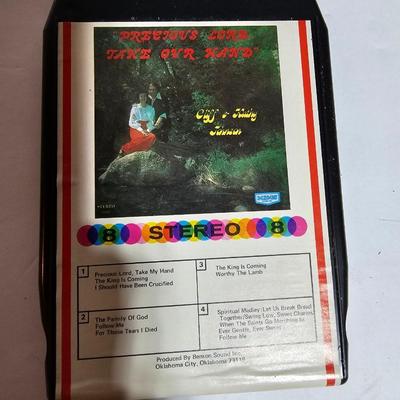 "PRECIOUS LORD
TAKE OUR HAND"
Cliff & Kathy
STEREO
8 STEREO 8
1
Precious Lord, Take My Hand
The King Is Coming
I Should Have Been Crucified
3
The King Is Coming
Worthy The Lamb
2
The Family Of God
Follow Me
For Those Tears I Died
4
Spiritual Medley: Let Us Break Bread
Together/Swing Low, Sweet Chariot
When The Saints Go Marching In
Ever Gentle, Ever Sweet
Follow Me
Produced By Benson Sound Inc.
Oklahoma City, Oklahoma 73119